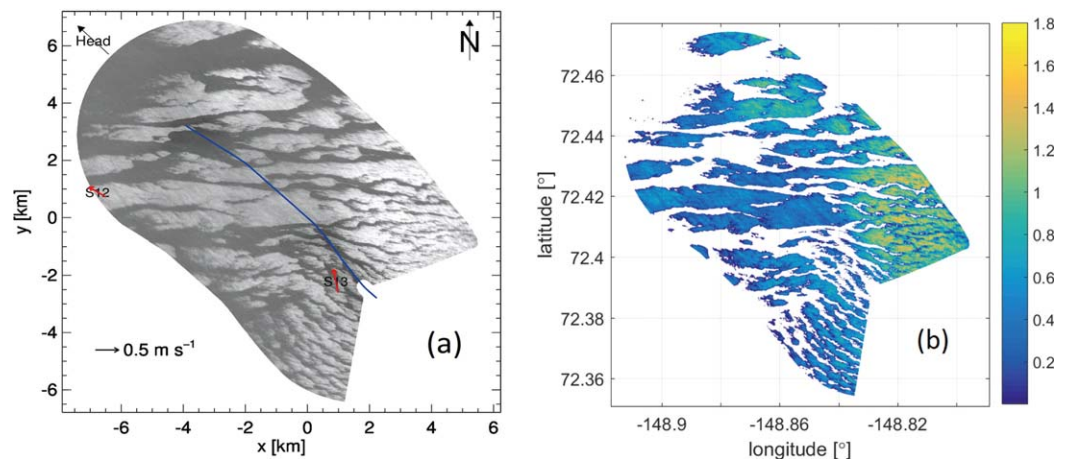 Head
N
6
4
2
0
-2
-4
-6
y [km]
S12
S13
(a)
0.5 m s⁻¹
-6 -4 -2 0 2 4 6
x [km]
72.46
72.44
72.42
72.4
72.38
72.36
latitude [°]
(b)
-148.9 -148.86 -148.82
longitude [°]
1.8
1.6
1.4
1.2
1
0.8
0.6
0.4
0.2